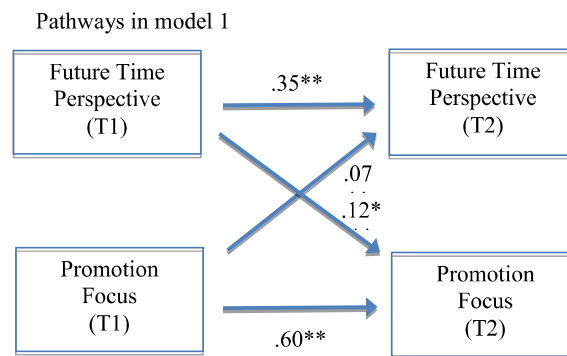 Pathways in model 1
Future Time
Perspective
(T1)
.35**
Future Time
Perspective
(T2)
.07
.12*
Promotion
Focus
(T1)
.60**
Promotion
Focus
(T2)